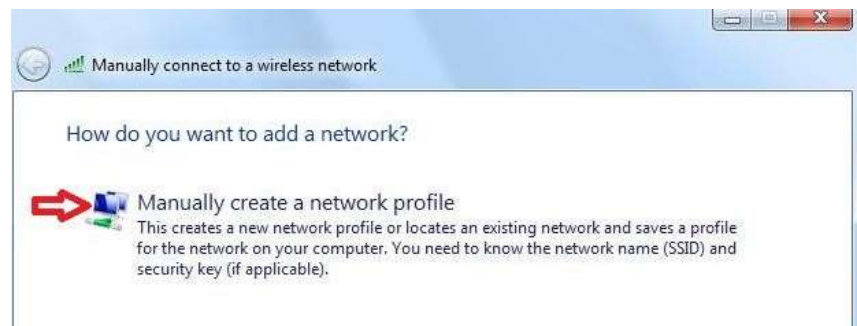 Manually connect to a wireless network
How do you want to add a network?
Manually create a network profile
This creates a new network profile or locates an existing network and saves a profile
for the network on your computer. You need to know the network name (SSID) and
security key (if applicable).